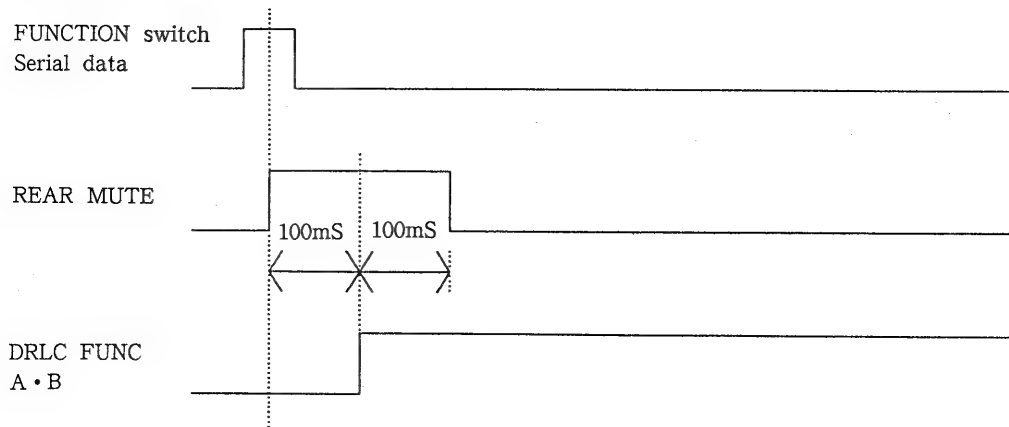 FUNCTION switch
Serial data
REAR MUTE
100mS 100mS
DRLC FUNC
A・B